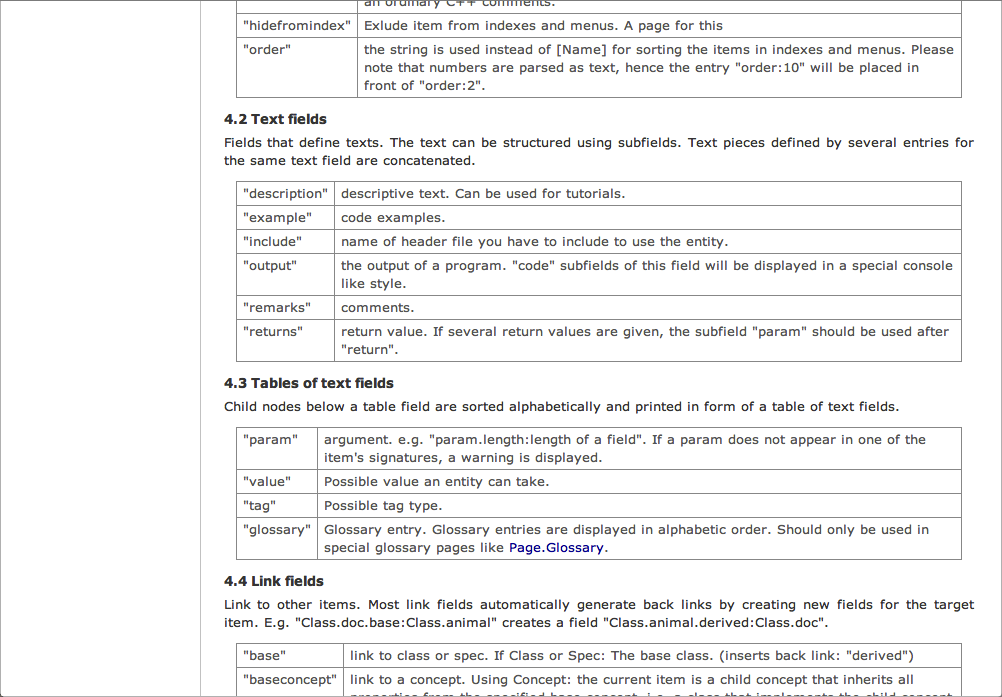 an ordinary C++ comments.
"hidefromindex" Exlude item from indexes and menus. A page for this
"order" the string is used instead of [Name] for sorting the items in indexes and menus. Please
note that numbers are parsed as text, hence the entry "order:10" will be placed in
front of "order:2".
4.2 Text fields
Fields that define texts. The text can be structured using subfields. Text pieces defined by several entries for
the same text field are concatenated.
"description" descriptive text. Can be used for tutorials.
"example" code examples.
"include" name of header file you have to include to use the entity.
"output" the output of a program. "code" subfields of this field will be displayed in a special console
like style.
"remarks" comments.
"returns" return value. If several return values are given, the subfield "param" should be used after
"return".
4.3 Tables of text fields
Child nodes below a table field are sorted alphabetically and printed in form of a table of text fields.
"param" argument. e.g. "param.length:length of a field". If a param does not appear in one of the
item's signatures, a warning is displayed.
"value" Possible value an entity can take.
"tag" Possible tag type.
"glossary" Glossary entry. Glossary entries are displayed in alphabetic order. Should only be used in
special glossary pages like Page.Glossary.
4.4 Link fields
Link to other items. Most link fields automatically generate back links by creating new fields for the target
item. E.g. "Class.doc.base:Class.animal" creates a field "Class.animal.derived:Class.doc".
"base" link to class or spec. If Class or Spec: The base class. (inserts back link: "derived")
"baseconcept" link to a concept. Using Concept: the current item is a child concept that inherits all
properties from the specified base concept, i.e. a class that implements the child concept